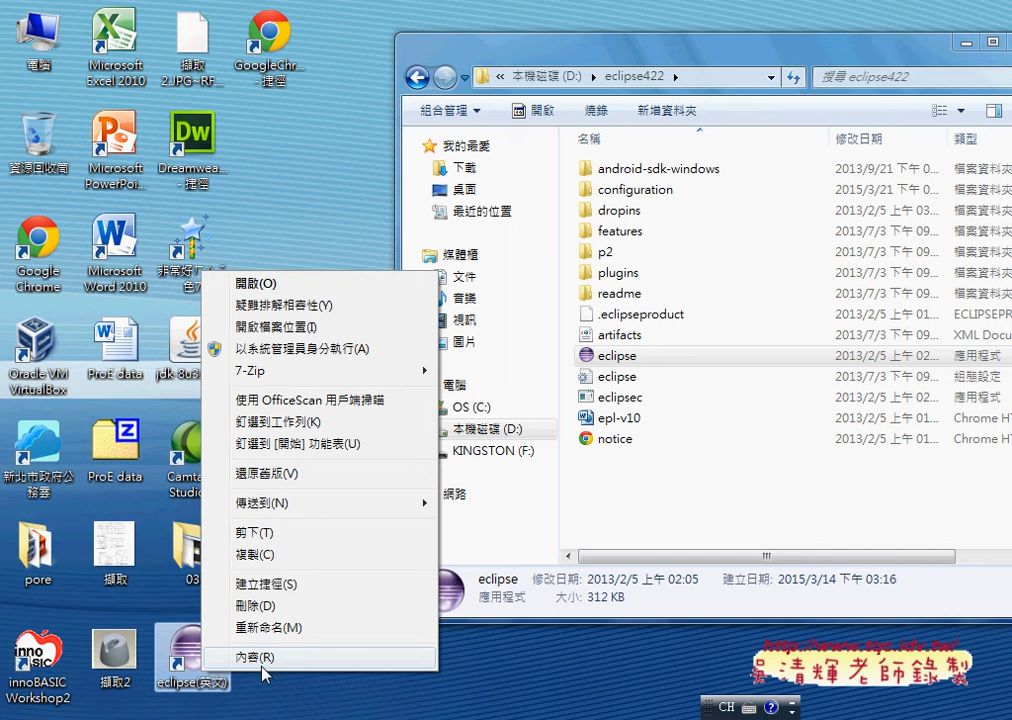 電腦
Microsoft
Excel 2010
擷取
2.JPG~RF...
GoogleChr...
- 捷徑
資源回收筒
Microsoft
PowerPoi...
Dreamwea...
- 捷徑
Google
Chrome
Microsoft
Word 2010
Oracle VM
VirtualBox
ProE data
jdk-8u3
新北市政府公
務雲
ProE data
Camta
Studio
pore
擷取
03
innoBASIC
Workshop2
擷取2
eclipse(英文)
開啟(O)
疑難排解相容性(Y)
開啟檔案位置(I)
以系統管理員身分執行(A)
7-Zip
使用 OfficeScan 用戶端掃瞄
釘選到工作列(K)
釘選到 [開始] 功能表(U)
還原舊版(V)
傳送到(N)
剪下(T)
複製(C)
建立捷徑(S)
刪除(D)
重新命名(M)
內容(R)
« 本機磁碟 (D:) eclipse422
搜尋 eclipse422
組合管理 開啟 燒錄 新增資料夾
我的最愛
下載
桌面
最近的位置
媒體櫃
文件
音樂
視訊
圖片
電腦
OS (C:)
本機磁碟 (D:)
KINGSTON (F:)
網路
名稱 修改日期 類型
android-sdk-windows 2013/9/21 下午 0... 檔案資料夾
configuration 2015/3/21 下午 0... 檔案資料夾
dropins 2013/2/5 上午 03... 檔案資料夾
features 2013/7/3 下午 09... 檔案資料夾
p2 2013/7/3 下午 09... 檔案資料夾
plugins 2013/7/3 下午 09... 檔案資料夾
readme 2013/7/3 下午 09... 檔案資料夾
.eclipseproduct 2013/2/5 上午 01... ECLIPSEPR
artifacts 2013/7/3 下午 09... XML Docu
eclipse 2013/2/5 上午 02... 應用程式
eclipse 2013/7/3 下午 09... 組態設定
eclipsec 2013/2/5 上午 02... 應用程式
epl-v10 2013/2/5 上午 01... Chrome H
notice 2013/2/5 上午 01... Chrome H
eclipse 修改日期: 2013/2/5 上午 02:05 建立日期: 2015/3/14 下午 03:16
應用程式 大小: 312 KB
http://www.tqc.idv.tw/
吳清輝老師錄製
CH